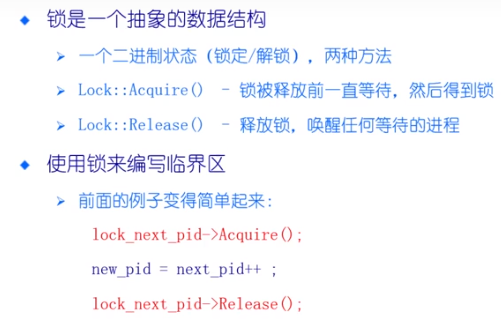 锁是一个抽象的数据结构
一个二进制状态（锁定/解锁），两种方法
Lock::Acquire() - 锁被释放前一直等待，然后得到锁
Lock::Release() - 释放锁，唤醒任何等待的进程
使用锁来编写临界区
前面的例子变得简单起来：
lock_next_pid->Acquire();
new_pid = next_pid++ ;
lock_next_pid->Release();